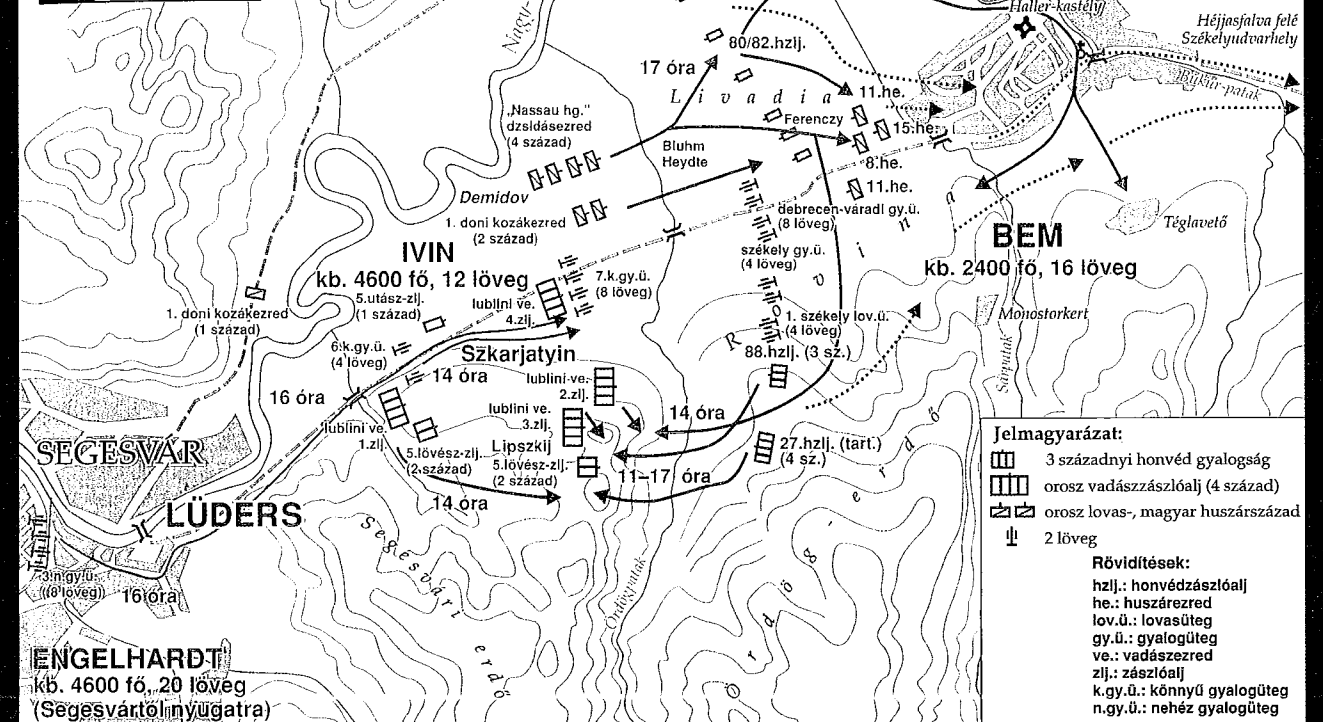 Haller-kastély
Héjjasfalva felé
Székelyudvarhely
Nagy-
80/82.hzlj.
17 óra
Livadia
11.he.
Ferenczy
15.he.
„Nassau hg."
dzsidásezred
(4 század)
Bluhm
Heydte
8.he.
11.he.
Demidov
1. doni kozákezred
(2 század)
debrecen-váradi gy.ü.
(8 löveg)
BEM
kb. 2400 fő, 16 löveg
Téglavető
IVIN
kb. 4600 fő, 12 löveg
székely gy.ü.
(4 löveg)
7.k.gy.ü.
(8 löveg)
5.utász-zlj.
(1 század)
lublini ve.
4.zlj.
1. doni kozákezred
(1 század)
1. székely lov.ü.
(4 löveg)
Monostorkert
Rovina
6.k.gy.ü.
(4 löveg)
Szkarjatyin
88.hzlj. (3 sz.)
14 óra
16 óra
lublini ve.
2.zlj.
lublini ve.
3.zlj.
14 óra
lublini ve.
1.zlj.
Lipszkij
27.hzlj. (tart.)
(4 sz.)
SEGESVÁR
5.lövész-zlj.
(2 század)
5.lövész-zlj.
(2 század)
11–17 óra
14 óra
LÜDERS
Segesvári erdő
Ördögpatak
Ördög-erdő
3.n.gy.ü.
(8 löveg)
16 óra
ENGELHARDT
kb. 4600 fő, 20 löveg
(Segesvártól nyugatra)
Jelmagyarázat:
3 századnyi honvéd gyalogság
orosz vadászzászlóalj (4 század)
orosz lovas-, magyar huszárszázad
2 löveg
Rövidítések:
hzlj.: honvédzászlóalj
he.: huszárezred
lov.ü.: lovasüteg
gy.ü.: gyalogüteg
ve.: vadászezred
zlj.: zászlóalj
k.gy.ü.: könnyű gyalogüteg
n.gy.ü.: nehéz gyalogüteg